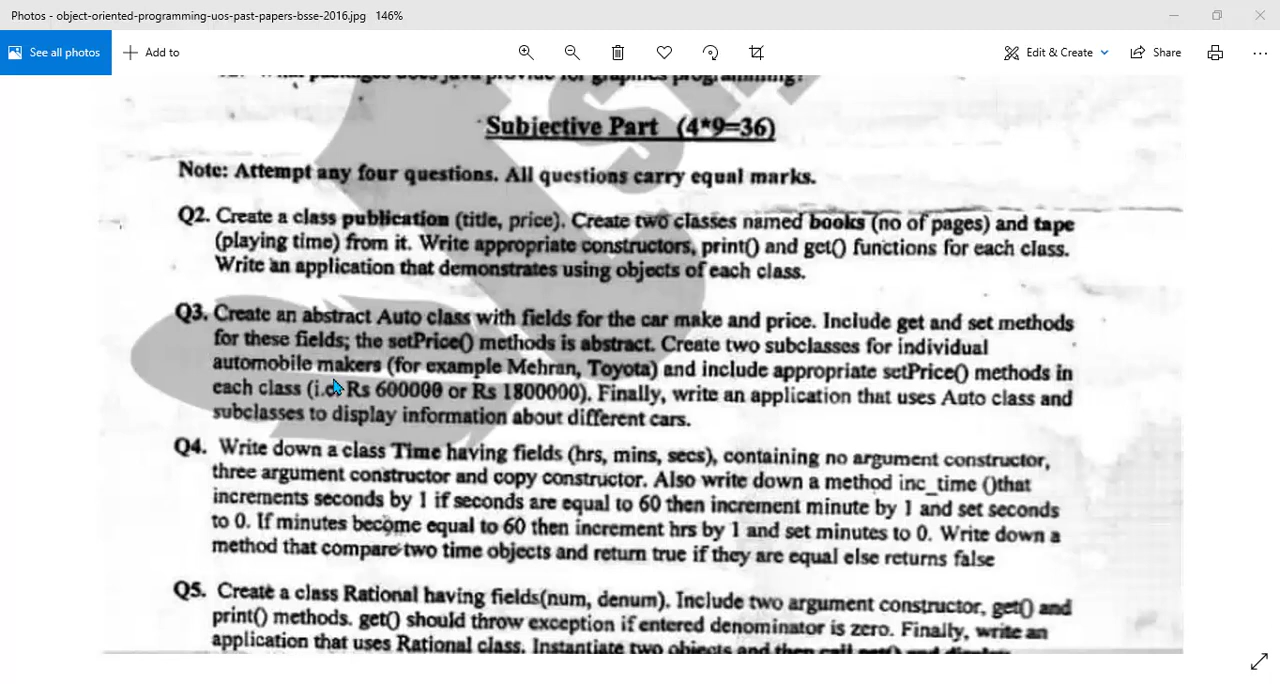 Photos - object-oriented-programming-uos-past-papers-bsse-2016.jpg 146%
See all photos
Add to
Edit & Create
Share
packages does java provide for graphics programming?
Subjective Part (4*9=36)
Note: Attempt any four questions. All questions carry equal marks.
Q2. Create a class publication (title, price). Create two classes named books (no of pages) and tape
(playing time) from it. Write appropriate constructors, print() and get() functions for each class.
Write an application that demonstrates using objects of each class.
Q3. Create an abstract Auto class with fields for the car make and price. Include get and set methods
for these fields; the setPrice() methods is abstract. Create two subclasses for individual
automobile makers (for example Mehran, Toyota) and include appropriate setPrice() methods in
each class (i.e Rs 600000 or Rs 1800000). Finally, write an application that uses Auto class and
subclasses to display information about different cars.
Q4. Write down a class Time having fields (hrs, mins, secs), containing no argument constructor,
three argument constructor and copy constructor. Also write down a method inc_time ()that
increments seconds by 1 if seconds are equal to 60 then increment minute by 1 and set seconds
to 0. If minutes become equal to 60 then increment hrs by 1 and set minutes to 0. Write down a
method that compare two time objects and return true if they are equal else returns false
Q5. Create a class Rational having fields(num, denum). Include two argument constructor, get() and
print() methods. get() should throw exception if entered denominator is zero. Finally, write an
application that uses Rational class. Instantiate two objects and then call get() and display